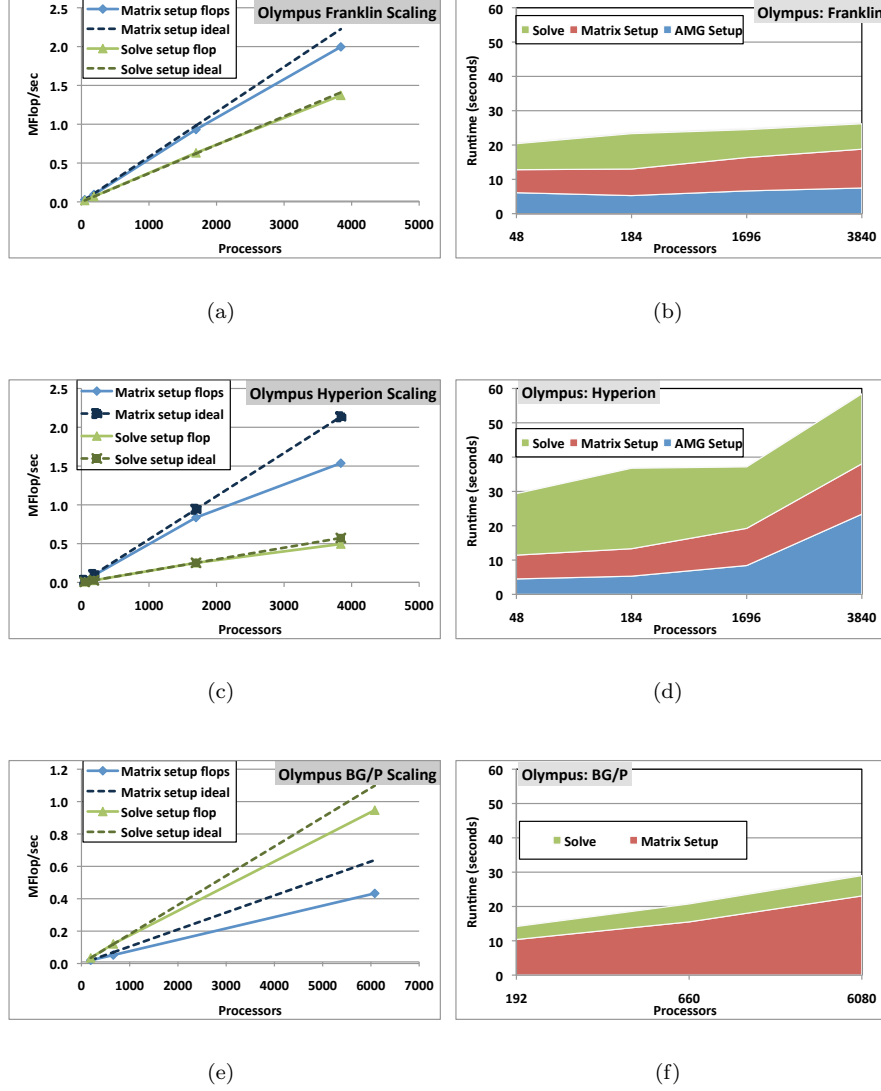 Olympus Franklin Scaling
Matrix setup flops
Matrix setup ideal
Solve setup flop
Solve setup ideal
MFlop/sec
2.5
2.0
1.5
1.0
0.5
0.0
0 1000 2000 3000 4000 5000
Processors
(a)
Olympus: Franklin
Solve Matrix Setup AMG Setup
Runtime (seconds)
60
50
40
30
20
10
0
48 184 1696 3840
Processors
(b)
Olympus Hyperion Scaling
Matrix setup flops
Matrix setup ideal
Solve setup flop
Solve setup ideal
MFlop/sec
2.5
2.0
1.5
1.0
0.5
0.0
0 1000 2000 3000 4000 5000
Processors
(c)
Olympus: Hyperion
Solve Matrix Setup AMG Setup
Runtime (seconds)
60
50
40
30
20
10
0
48 184 1696 3840
Processors
(d)
Olympus BG/P Scaling
Matrix setup flops
Matrix setup ideal
Solve setup flop
Solve setup ideal
MFlop/sec
1.2
1.0
0.8
0.6
0.4
0.2
0.0
0 1000 2000 3000 4000 5000 6000 7000
Processors
(e)
Olympus: BG/P
Solve Matrix Setup
Runtime (seconds)
60
50
40
30
20
10
0
192 660 6080
Processors
(f)